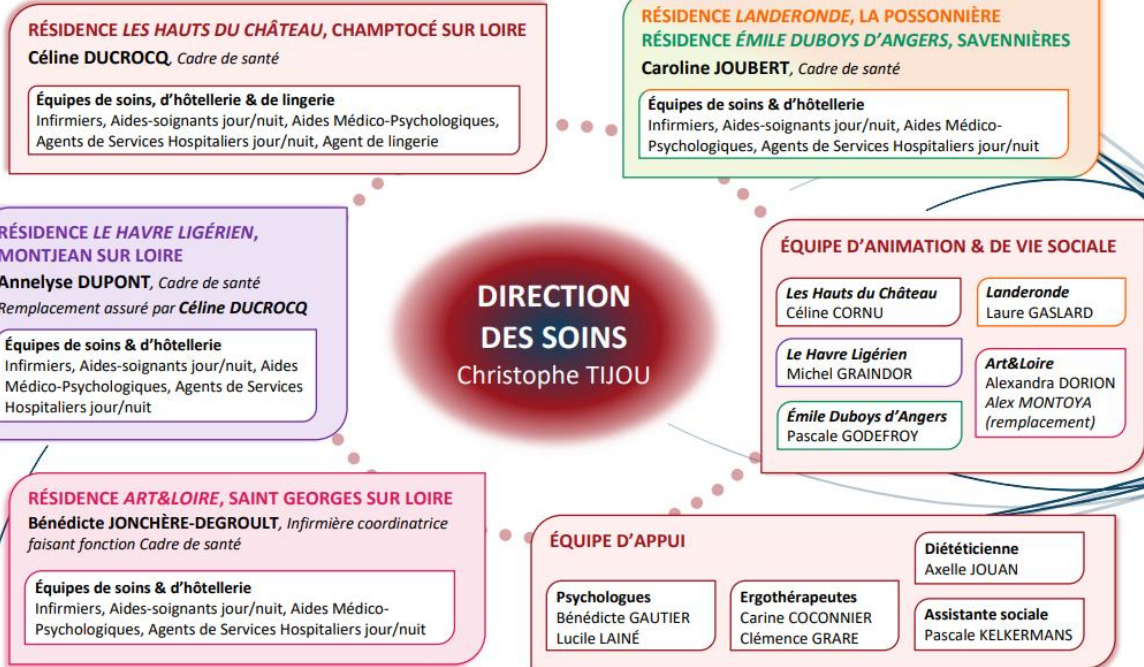 RÉSIDENCE LES HAUTS DU CHÂTEAU, CHAMPTOCÉ SUR LOIRE
Céline DUCROCQ, Cadre de santé
Équipes de soins, d'hôtellerie & de lingerie
Infirmiers, Aides-soignants jour/nuit, Aides Médico-Psychologiques,
Agents de Services Hospitaliers jour/nuit, Agent de lingerie
RÉSIDENCE LANDERONDE, LA POSSONNIÈRE
RÉSIDENCE ÉMILE DUBOYS D'ANGERS, SAVENNIÈRES
Caroline JOUBERT, Cadre de santé
Équipes de soins & d'hôtellerie
Infirmiers, Aides-soignants jour/nuit, Aides Médico-
Psychologiques, Agents de Services Hospitaliers jour/nuit
RÉSIDENCE LE HAVRE LIGÉRIEN,
MONTJEAN SUR LOIRE
Annelyse DUPONT, Cadre de santé
Remplacement assuré par Céline DUCROCQ
Équipes de soins & d'hôtellerie
Infirmiers, Aides-soignants jour/nuit, Aides
Médico-Psychologiques, Agents de Services
Hospitaliers jour/nuit
DIRECTION
DES SOINS
Christophe TIJOU
ÉQUIPE D'ANIMATION & DE VIE SOCIALE
Les Hauts du Château
Céline CORNU
Landeronde
Laure GASLARD
Le Havre Ligérien
Michel GRAINDOR
Art&Loire
Alexandra DORION
Alex MONTOYA
(remplacement)
Émile Duboys d'Angers
Pascale GODEFROY
RÉSIDENCE ART&LOIRE, SAINT GEORGES SUR LOIRE
Bénédicte JONCHÈRE-DEGROULT, Infirmière coordinatrice
faisant fonction Cadre de santé
Équipes de soins & d'hôtellerie
Infirmiers, Aides-soignants jour/nuit, Aides Médico-
Psychologiques, Agents de Services Hospitaliers jour/nuit
ÉQUIPE D'APPUI
Psychologues
Bénédicte GAUTIER
Lucile LAINÉ
Ergothérapeutes
Carine COCONNIER
Clémence GRARE
Diététicienne
Axelle JOUAN
Assistante sociale
Pascale KELKERMANS